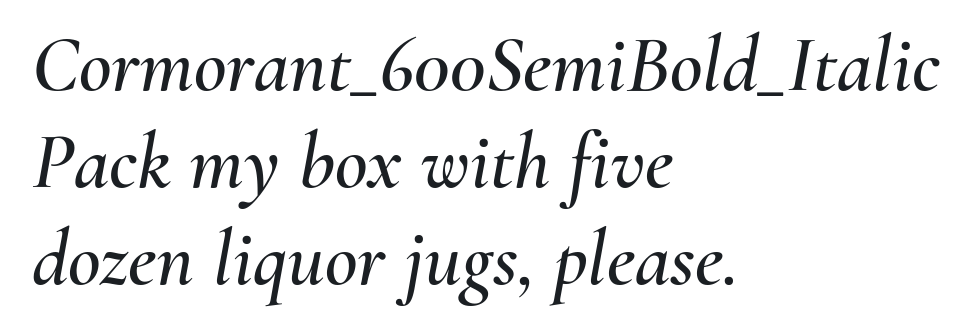 Cormorant_600SemiBold_Italic
Pack my box with five
dozen liquor jugs, please.